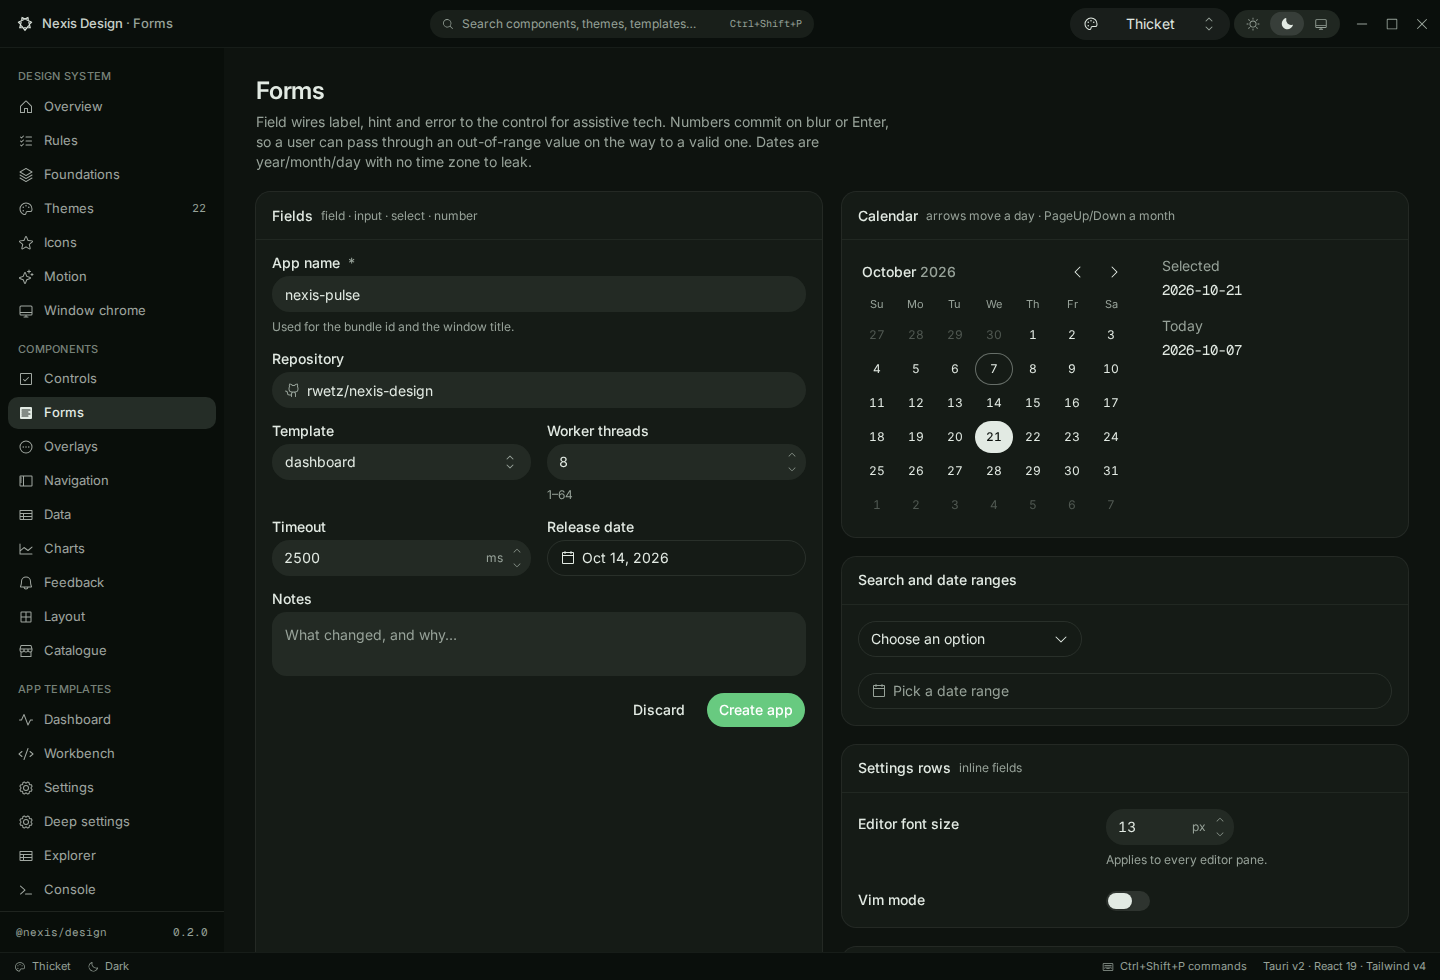 Nexis Design · Forms
Search components, themes, templates... Ctrl+Shift+P
Thicket
DESIGN SYSTEM
Overview
Rules
Foundations
Themes 22
Icons
Motion
Window chrome
COMPONENTS
Controls
Forms
Overlays
Navigation
Data
Charts
Feedback
Layout
Catalogue
APP TEMPLATES
Dashboard
Workbench
Settings
Deep settings
Explorer
Console
@nexis/design 0.2.0
Forms
Field wires label, hint and error to the control for assistive tech. Numbers commit on blur or Enter,
so a user can pass through an out-of-range value on the way to a valid one. Dates are
year/month/day with no time zone to leak.
Fields field · input · select · number
App name *
nexis-pulse
Used for the bundle id and the window title.
Repository
rwetz/nexis-design
Template Worker threads
dashboard 8
1–64
Timeout Release date
2500 ms Oct 14, 2026
Notes
What changed, and why...
Discard Create app
Calendar arrows move a day · PageUp/Down a month
October 2026
Su Mo Tu We Th Fr Sa
27 28 29 30 1 2 3
4 5 6 7 8 9 10
11 12 13 14 15 16 17
18 19 20 21 22 23 24
25 26 27 28 29 30 31
1 2 3 4 5 6 7
Selected
2026-10-21
Today
2026-10-07
Search and date ranges
Choose an option
Pick a date range
Settings rows inline fields
Editor font size 13 px
Applies to every editor pane.
Vim mode
Thicket Dark
Ctrl+Shift+P commands Tauri v2 · React 19 · Tailwind v4